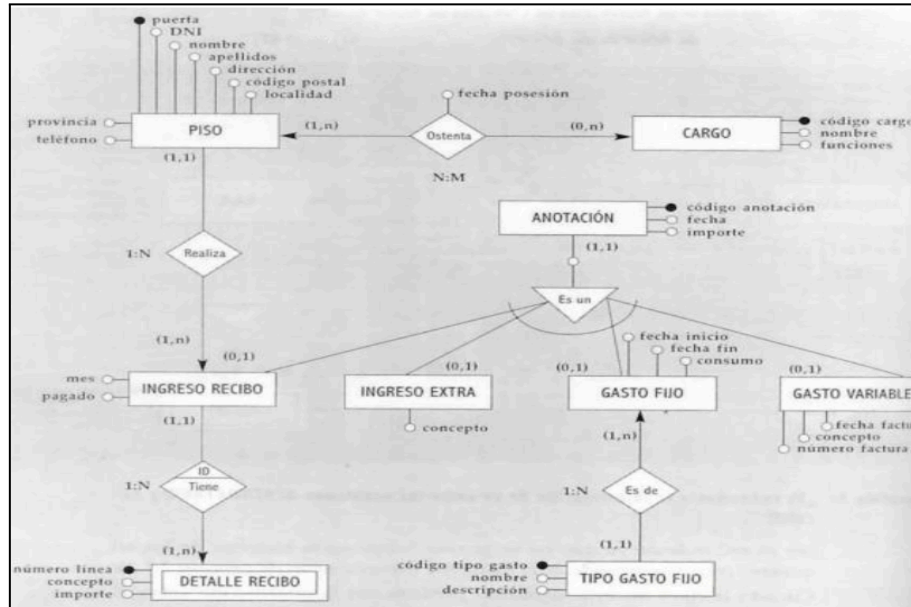 puerta
DNI
nombre
apellidos
dirección
código postal
localidad
provincia
teléfono
PISO
(1,n)
fecha posesión
Ostenta
N:M
(0,n)
CARGO
código cargo
nombre
funciones
(1,1)
1:N
Realiza
(1,n)
ANOTACIÓN
código anotación
fecha
importe
(1,1)
Es un
(0,1)
mes
pagado
INGRESO RECIBO
(1,1)
(0,1)
INGRESO EXTRA
concepto
fecha inicio
fecha fin
consumo
(0,1)
GASTO FIJO
(1,n)
(0,1)
GASTO VARIABLE
fecha factu
concepto
número factura
1:N
ID
Tiene
(1,n)
número línea
concepto
importe
DETALLE RECIBO
1:N
Es de
(1,1)
código tipo gasto
nombre
descripción
TIPO GASTO FIJO